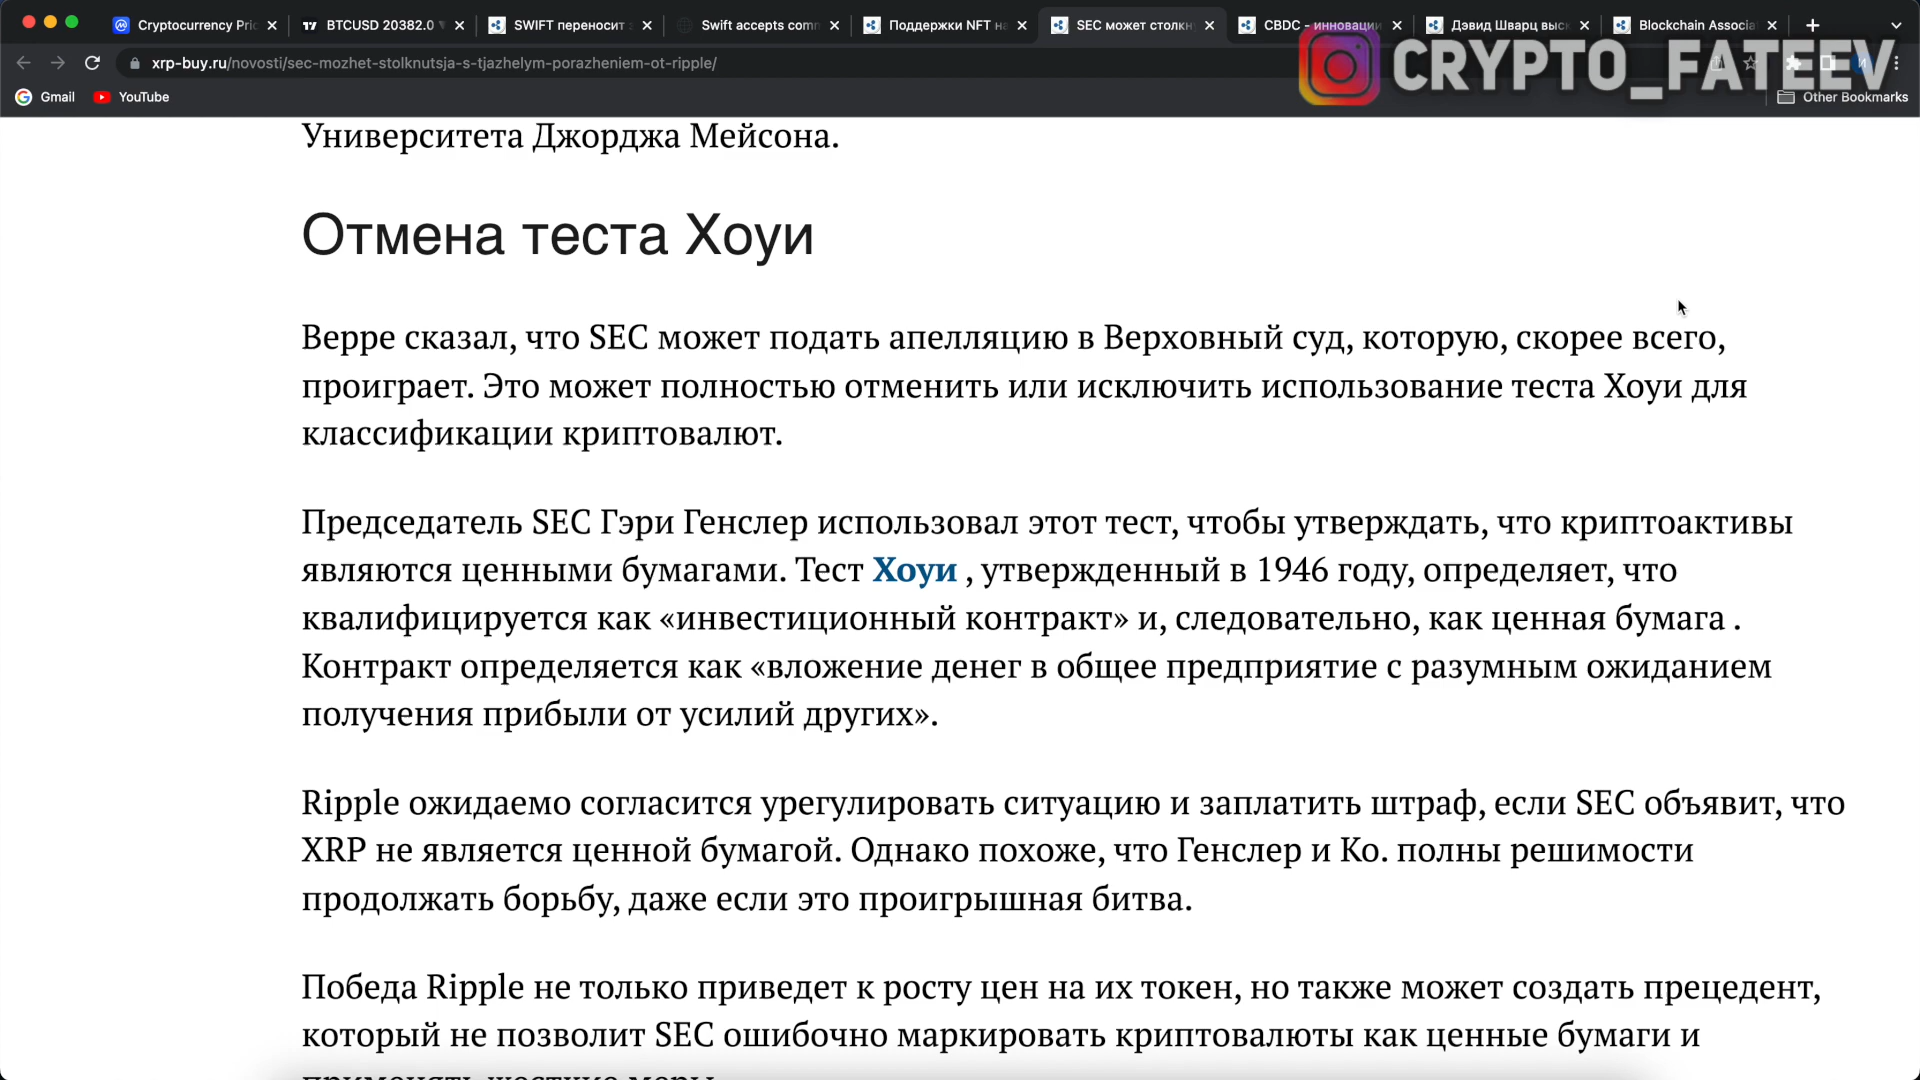 Cryptocurrency Pri
BTCUSD 20382.0
SWIFT переносит
Swift accepts com
Поддержки NFT н
SEC может столкн
CBDC - инновации
Дэвид Шварц выс
Blockchain Associa
xrp-buy.ru/novosti/sec-mozhet-stolknutsja-s-tjazhelym-porazheniem-ot-ripple/
CRYPTO_FATEEV
Gmail
YouTube
Other Bookmarks
Университета Джорджа Мейсона.
Отмена теста Хоуи
Верре сказал, что SEC может подать апелляцию в Верховный суд, которую, скорее всего,
проиграет. Это может полностью отменить или исключить использование теста Хоуи для
классификации криптовалют.
Председатель SEC Гэри Генслер использовал этот тест, чтобы утверждать, что криптоактивы
являются ценными бумагами. Тест Хоуи , утвержденный в 1946 году, определяет, что
квалифицируется как «инвестиционный контракт» и, следовательно, как ценная бумага .
Контракт определяется как «вложение денег в общее предприятие с разумным ожиданием
получения прибыли от усилий других».
Ripple ожидаемо согласится урегулировать ситуацию и заплатить штраф, если SEC объявит, что
XRP не является ценной бумагой. Однако похоже, что Генслер и Ко. полны решимости
продолжать борьбу, даже если это проигрышная битва.
Победа Ripple не только приведет к росту цен на их токен, но также может создать прецедент,
который не позволит SEC ошибочно маркировать криптовалюты как ценные бумаги и